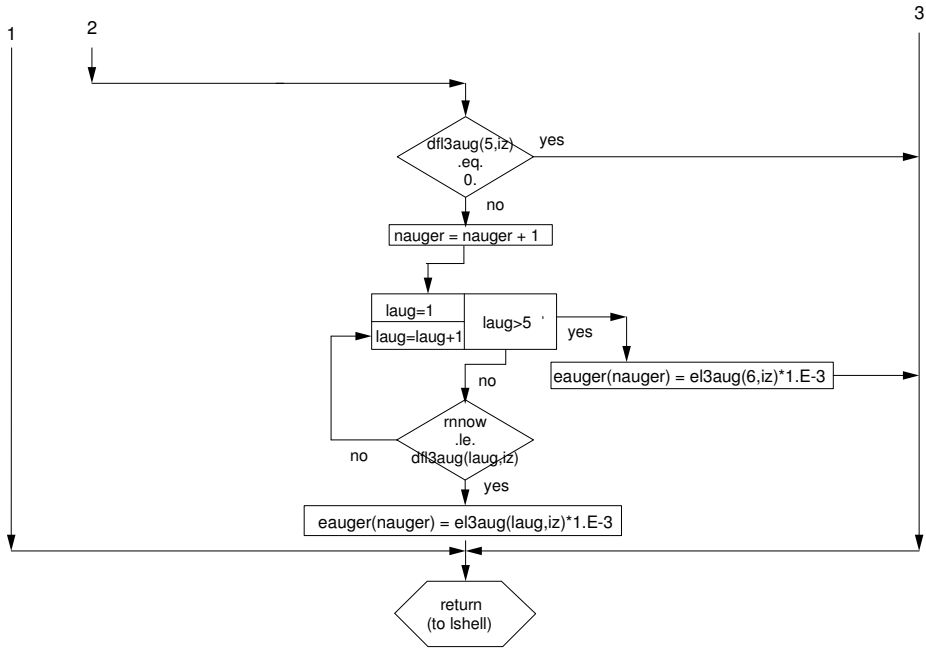 1
2
3
dfl3aug(5,iz)
.eq.
0.
yes
no
nauger = nauger + 1
laug=1
laug=laug+1
laug>5
yes
no
eauger(nauger) = el3aug(6,iz)*1.E-3
rnnow
.le.
dfl3aug(laug,iz)
no
yes
eauger(nauger) = el3aug(laug,iz)*1.E-3
return
(to lshell)